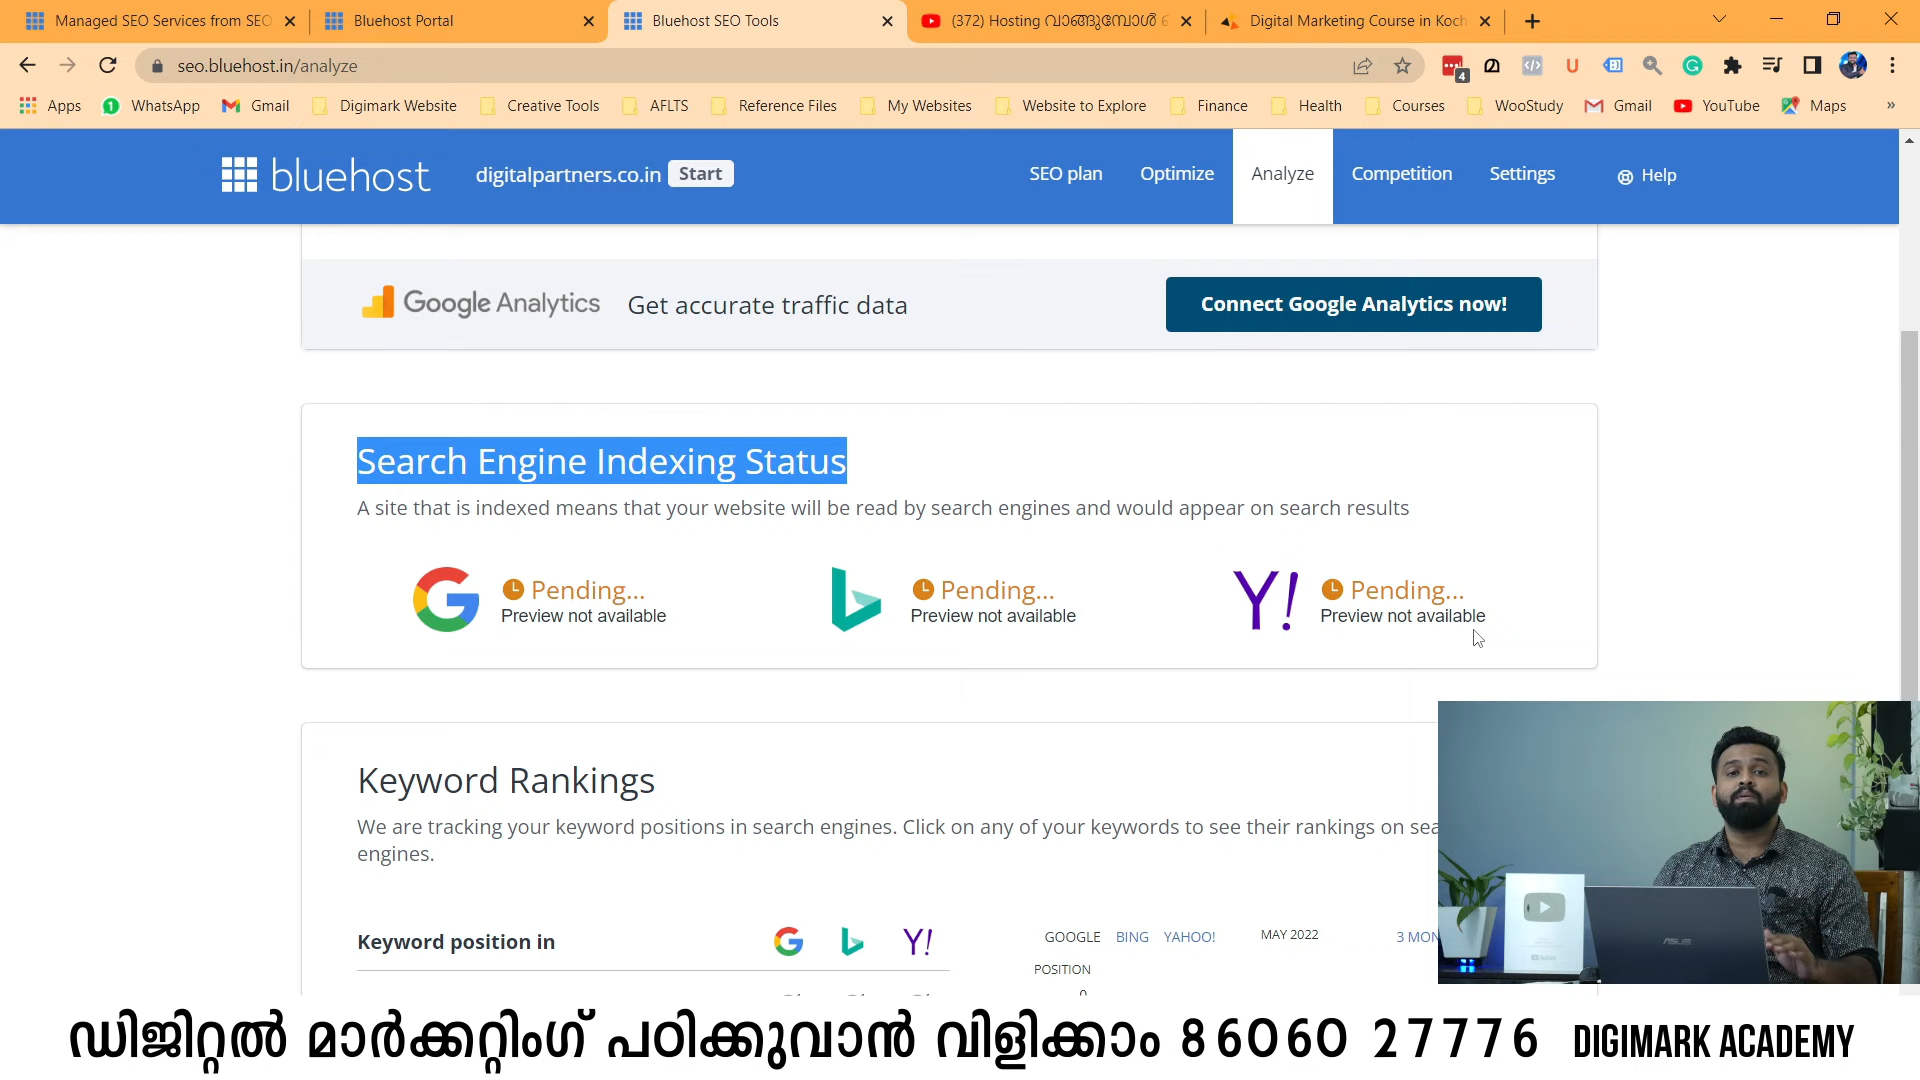 Managed SEO Services from SEO
Bluehost Portal
Bluehost SEO Tools
(372) Hosting വാങ്ങുമ്പോൾ
Digital Marketing Course in Koch
seo.bluehost.in/analyze
4
Apps
1
WhatsApp
Gmail
Digimark Website
Creative Tools
AFLTS
Reference Files
My Websites
Website to Explore
Finance
Health
Courses
WooStudy
Gmail
YouTube
Maps
»
bluehost
digitalpartners.co.in Start
SEO plan
Optimize
Analyze
Competition
Settings
Help
Google Analytics
Get accurate traffic data
Connect Google Analytics now!
Search Engine Indexing Status
A site that is indexed means that your website will be read by search engines and would appear on search results
Pending...
Preview not available
Pending...
Preview not available
Y! Pending...
Preview not available
Keyword Rankings
We are tracking your keyword positions in search engines. Click on any of your keywords to see their rankings on sea
engines.
Keyword position in
Y!
GOOGLE BING YAHOO!
MAY 2022
3 MON
POSITION
ASUS
ഡിജിറ്റൽ മാർക്കറ്റിംഗ് പഠിക്കുവാൻ വിളിക്കാം 86060 27776 DIGIMARK ACADEMY